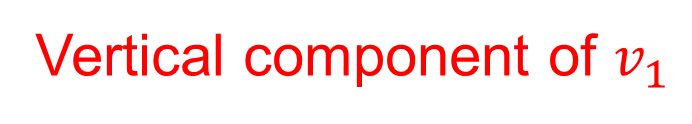 Vertical component of 𝑣₁